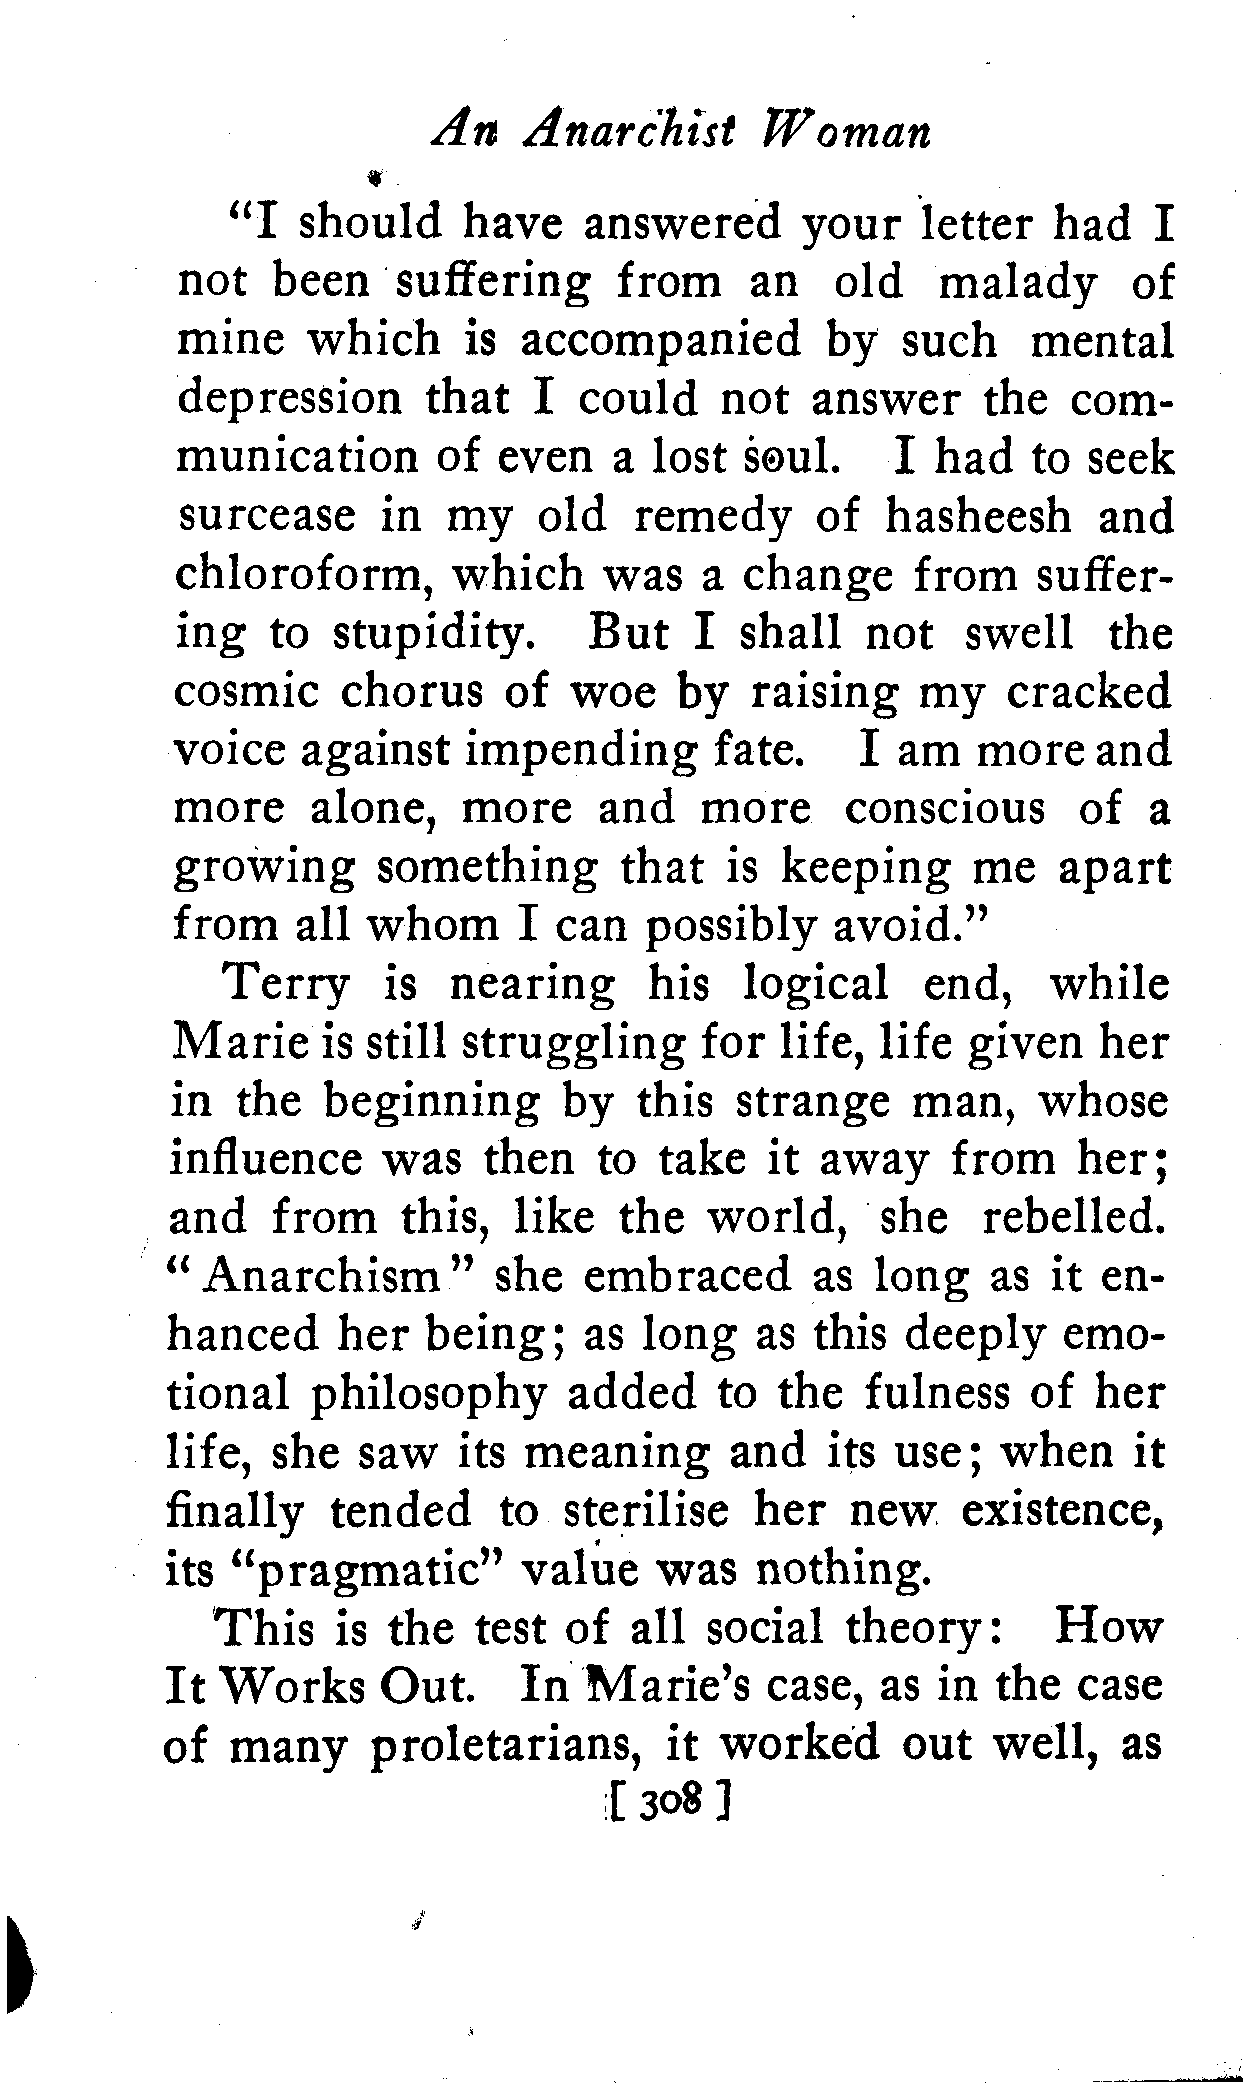 An Anarchist Woman
"I should have answered your letter had I
not been suffering from an old malady of
mine which is accompanied by such mental
depression that I could not answer the com-
munication of even a lost soul. I had to seek
surcease in my old remedy of hasheesh and
chloroform, which was a change from suffer-
ing to stupidity. But I shall not swell the
cosmic chorus of woe by raising my cracked
voice against impending fate. I am more and
more alone, more and more conscious of a
growing something that is keeping me apart
from all whom I can possibly avoid."
Terry is nearing his logical end, while
Marie is still struggling for life, life given her
in the beginning by this strange man, whose
influence was then to take it away from her;
and from this, like the world, she rebelled.
"Anarchism" she embraced as long as it en-
hanced her being; as long as this deeply emo-
tional philosophy added to the fulness of her
life, she saw its meaning and its use; when it
finally tended to sterilise her new existence,
its "pragmatic" value was nothing.
This is the test of all social theory: How
It Works Out. In Marie's case, as in the case
of many proletarians, it worked out well, as
[ 308 ]